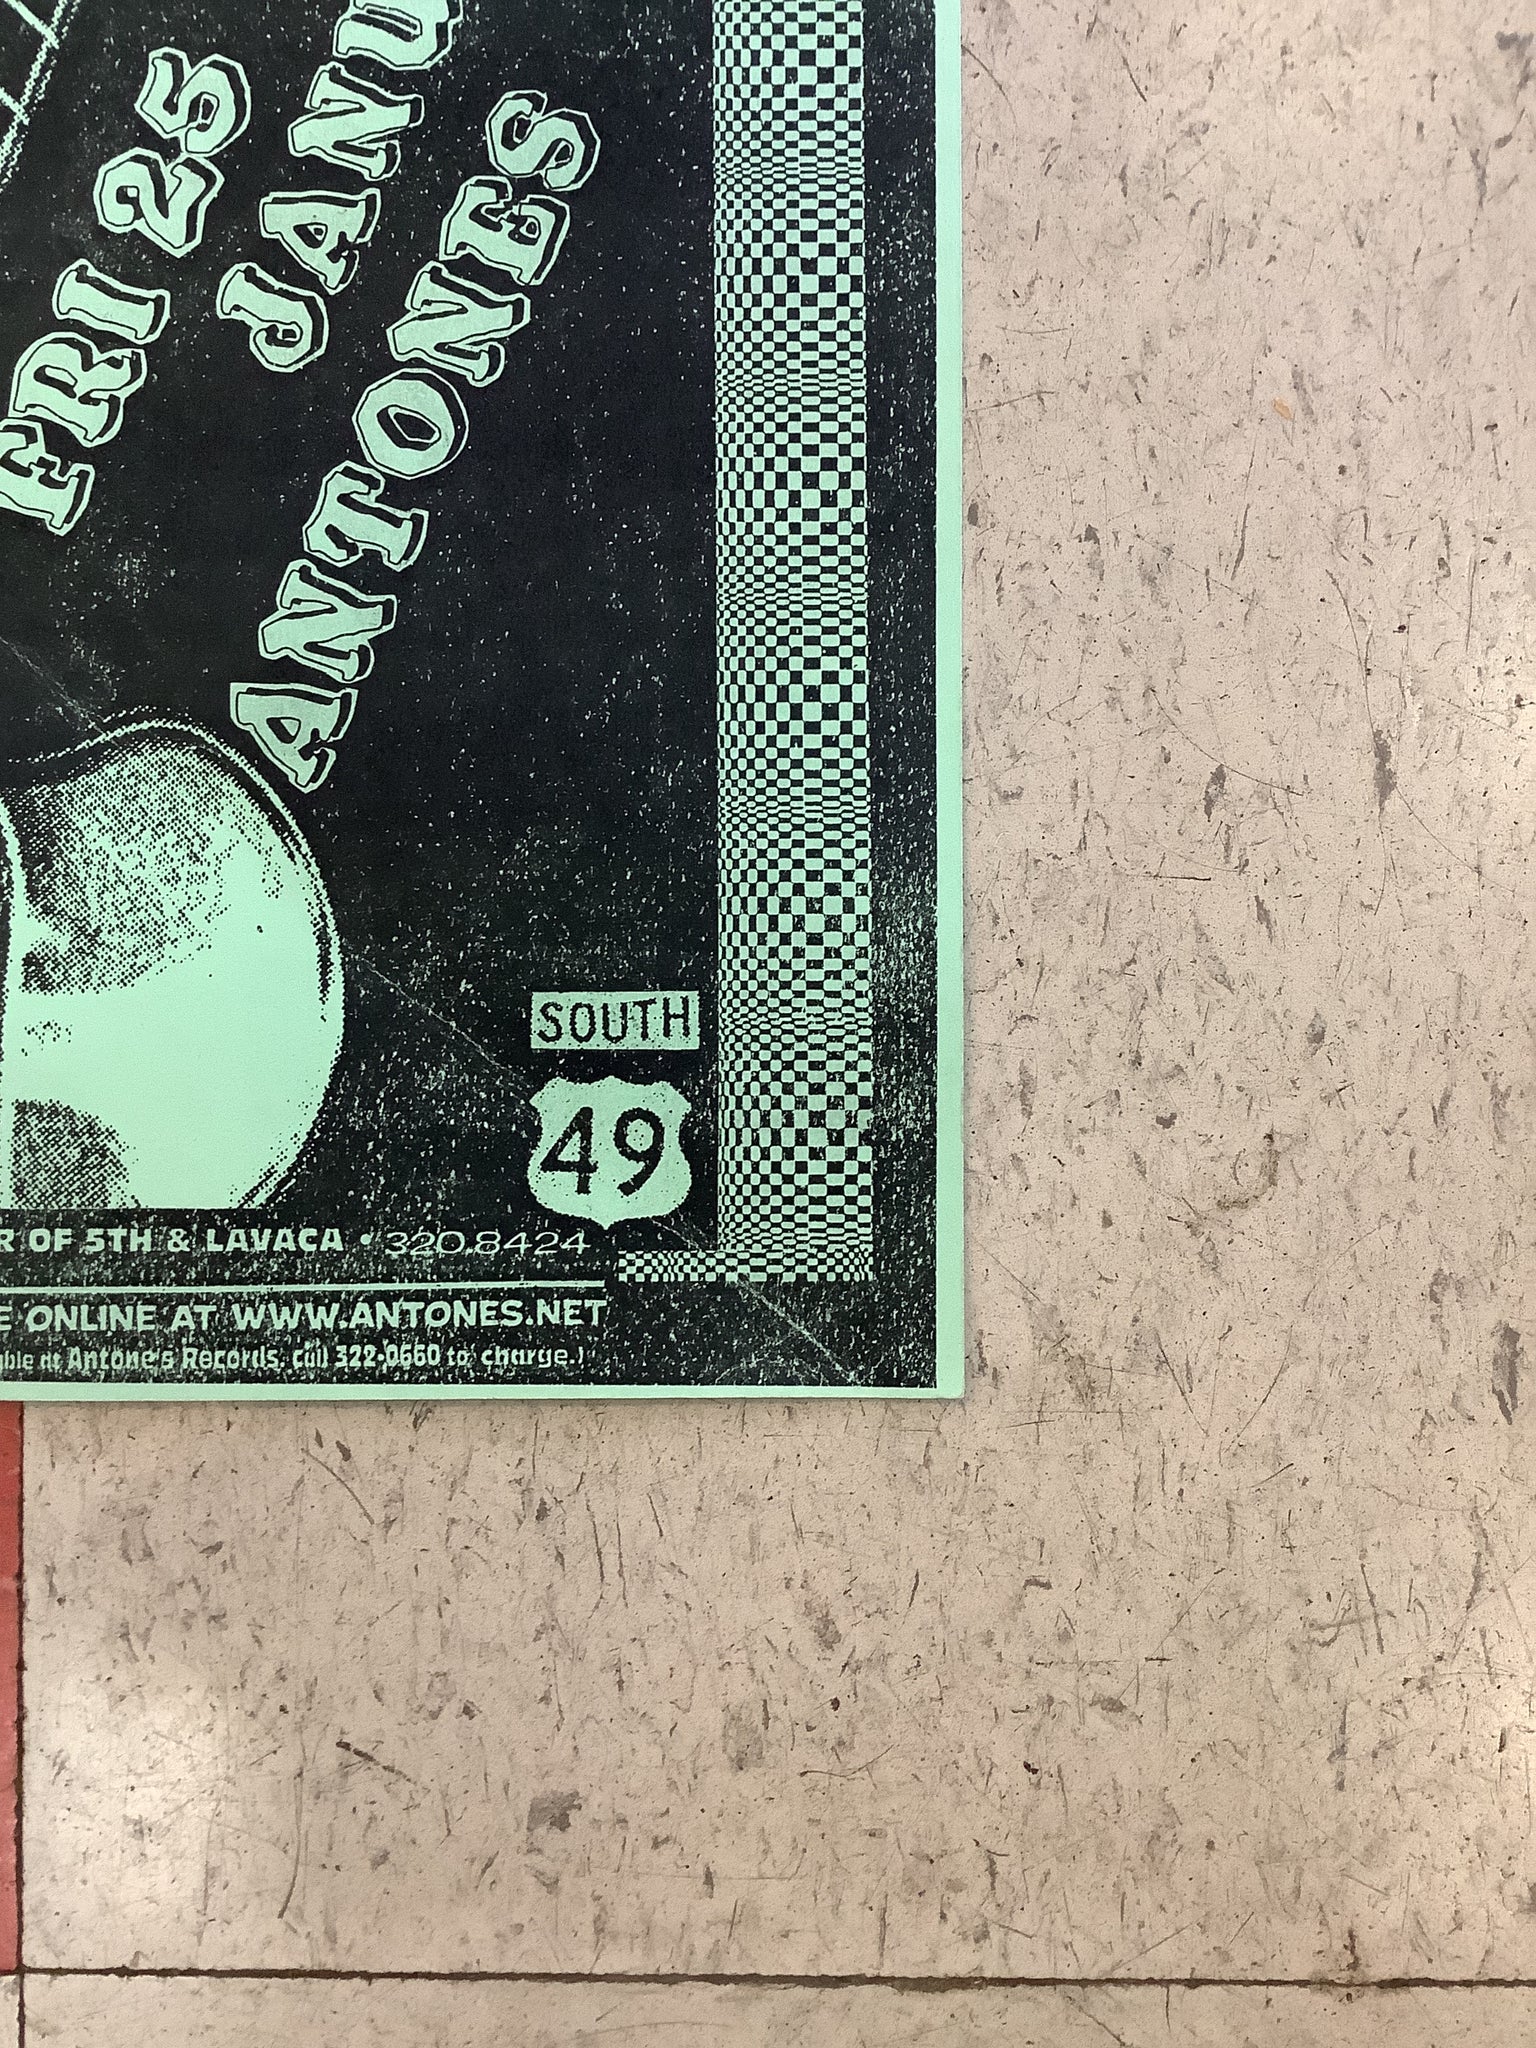 FRI 25
JANU
ANTONES
SOUTH
49
R OF 5TH & LAVACA • 320.8424
E ONLINE AT WWW.ANTONES.NET
at Antone's Records. Call 322-0660 to charge.)